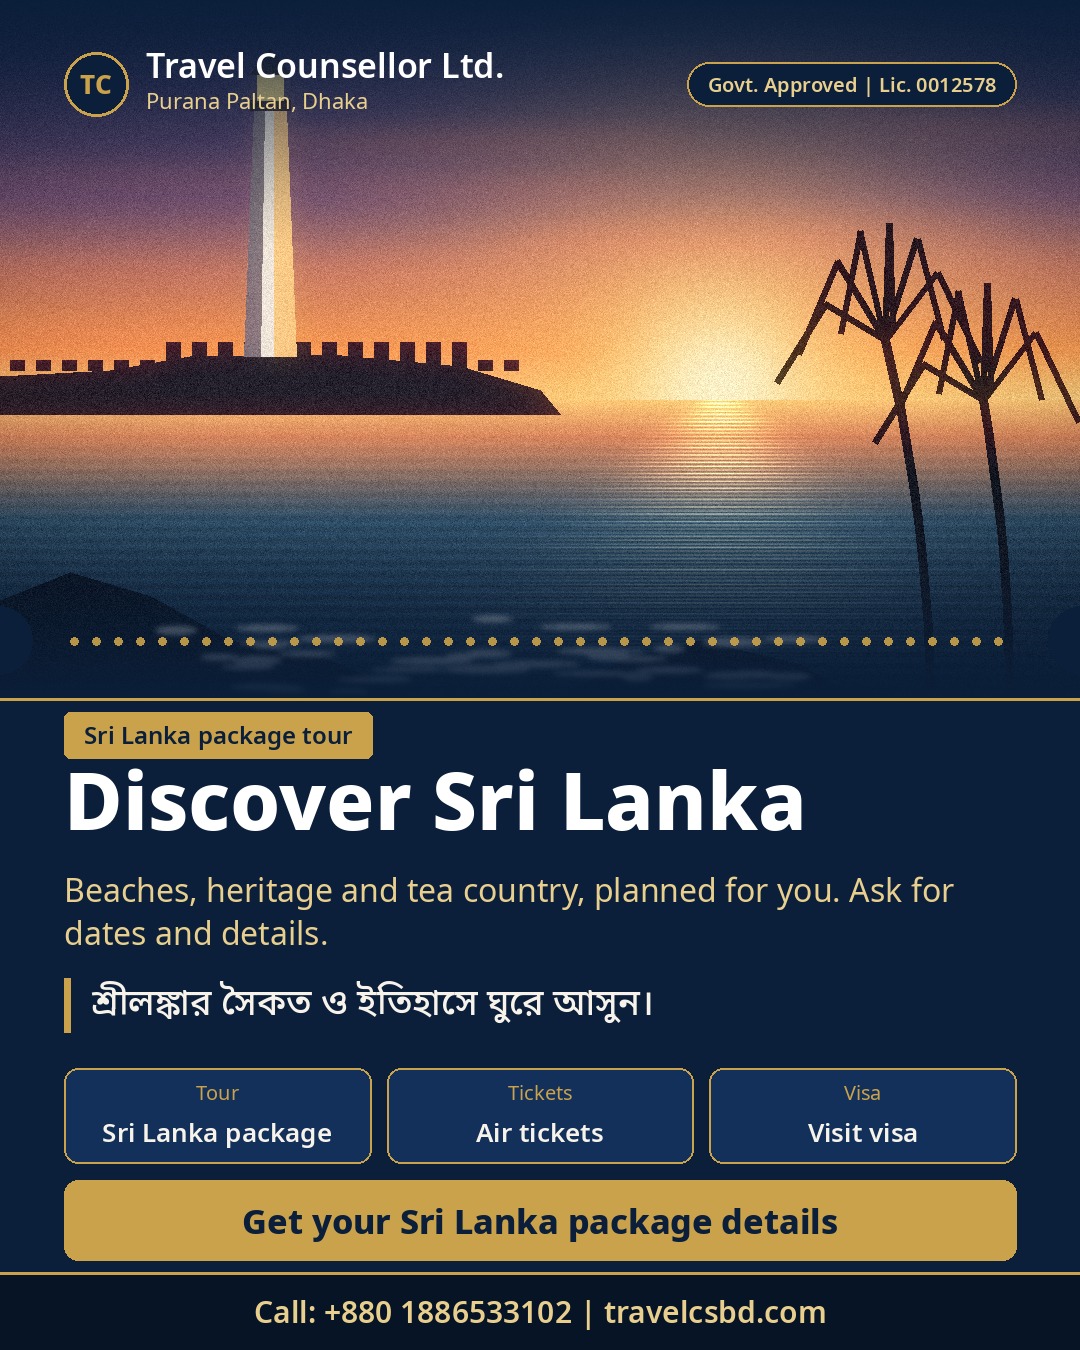 TC
Travel Counsellor Ltd.
Purana Paltan, Dhaka
Govt. Approved | Lic. 0012578
Sri Lanka package tour
Discover Sri Lanka
Beaches, heritage and tea country, planned for you. Ask for
dates and details.
শ্রীলঙ্কার সৈকত ও ইতিহাসে ঘুরে আসুন।
Tour
Sri Lanka package
Tickets
Air tickets
Visa
Visit visa
Get your Sri Lanka package details
Call: +880 1886533102 | travelcsbd.com